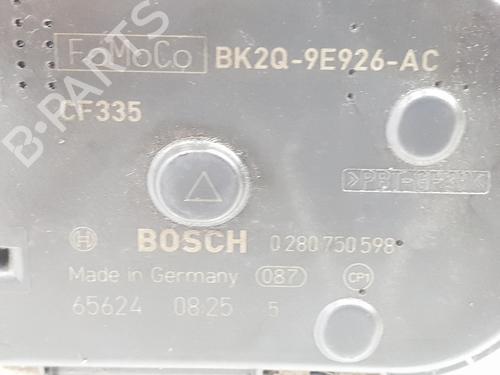 FoMoCo BK2Q-9E926-AC
CF335
>PBT-GF30<
BOSCH 0 280 750 598
Made in Germany 087 CP1
65624 08:25 5
B-PARTS